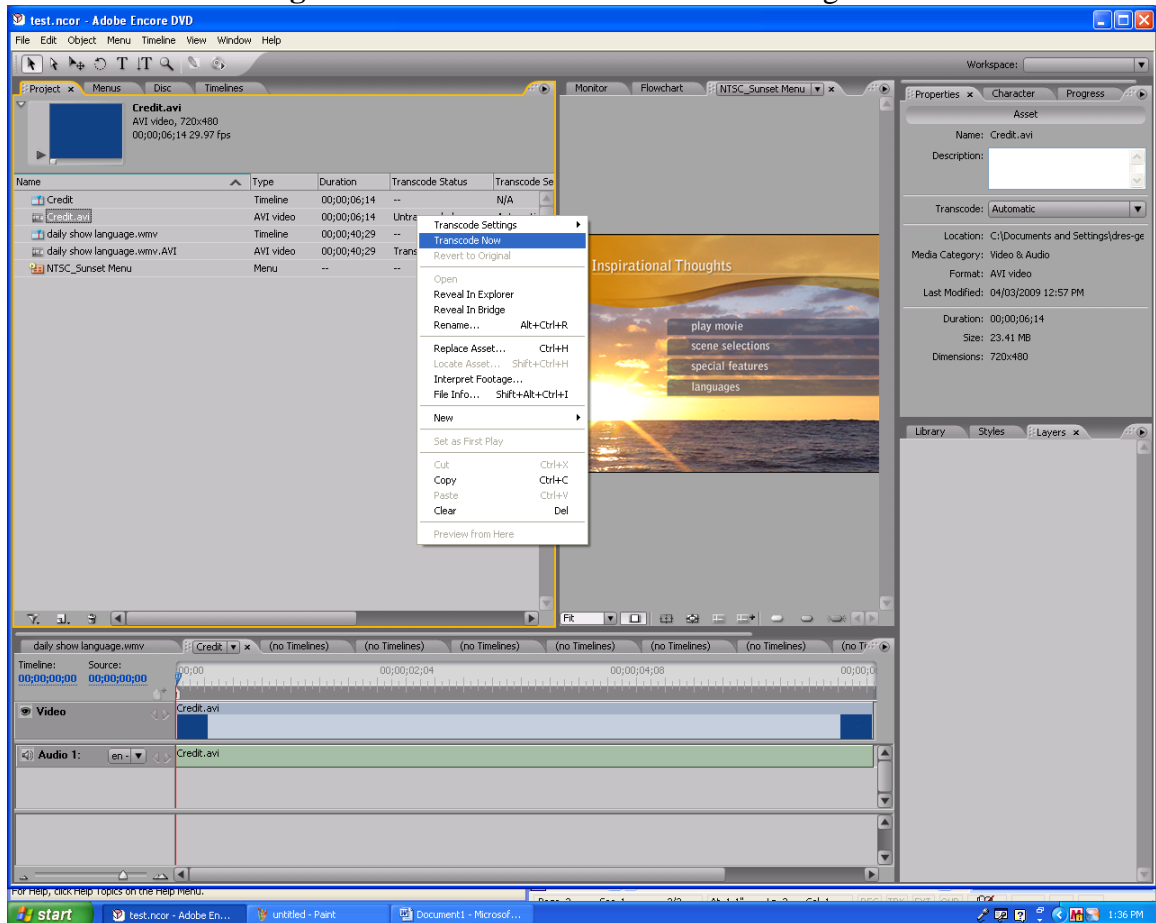 test.ncor - Adobe Encore DVD
File Edit Object Menu Timeline View Window Help
Workspace:
Project Menus Disc Timelines
Credit.avi
AVI video, 720x480
00;00;06;14 29.97 fps
Name Type Duration Transcode Status Transcode Se
Credit Timeline 00;00;06;14 -- N/A
Credit.avi AVI video 00;00;06;14
daily show language.wmv Timeline 00;00;40;29 --
daily show language.wmv.AVI AVI video 00;00;40;29 Trans
NTSC_Sunset Menu Menu -- --
Transcode Settings
Transcode Now
Revert to Original
Open
Reveal In Explorer
Reveal In Bridge
Rename... Alt+Ctrl+R
Replace Asset... Ctrl+H
Locate Asset... Shift+Ctrl+H
Interpret Footage...
File Info... Shift+Alt+Ctrl+I
New
Set as First Play
Cut Ctrl+X
Copy Ctrl+C
Paste Ctrl+V
Clear Del
Preview from Here
Monitor Flowchart NTSC_Sunset Menu
Inspirational Thoughts
play movie
scene selections
special features
languages
Fit
Properties Character Progress
Asset
Name: Credit.avi
Description:
Transcode: Automatic
Location: C:\Documents and Settings\dres-ge
Media Category: Video & Audio
Format: AVI video
Last Modified: 04/03/2009 12:57 PM
Duration: 00;00;06;14
Size: 23.41 MB
Dimensions: 720x480
Library Styles Layers
daily show language.wmv Credit (no Timelines) (no Timelines) (no Timelines) (no Timelines) (no Timelines) (no Timelines)
Timeline: Source:
00;00;00;00 00;00;00;00
00;00 00;00;02;04 00;00;04;08 00;00;0
Video Credit.avi
Audio 1: en - Credit.avi
For Help, click Help Topics on the Help Menu.
start test.ncor - Adobe En... untitled - Paint Document1 - Microsof... 1:36 PM